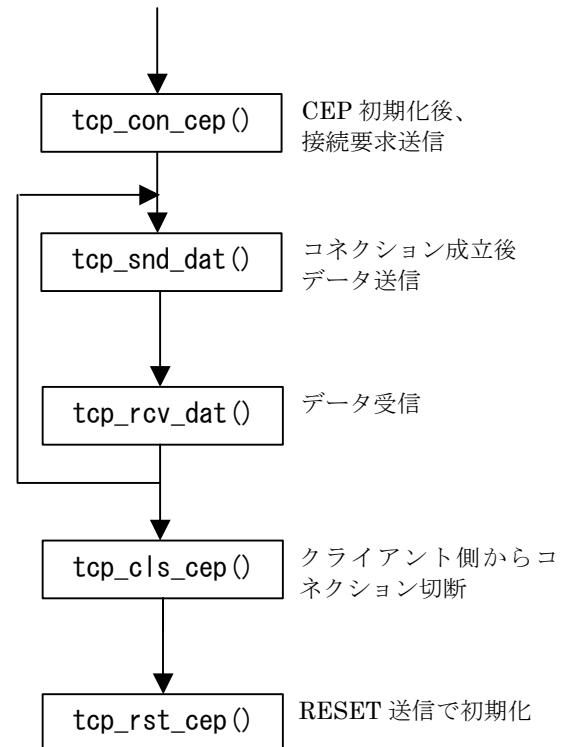 tcp_con_cep()
CEP 初期化後、
接続要求送信
tcp_snd_dat()
コネクション成立後
データ送信
tcp_rcv_dat()
データ受信
tcp_cls_cep()
クライアント側からコ
ネクション切断
tcp_rst_cep()
RESET 送信で初期化